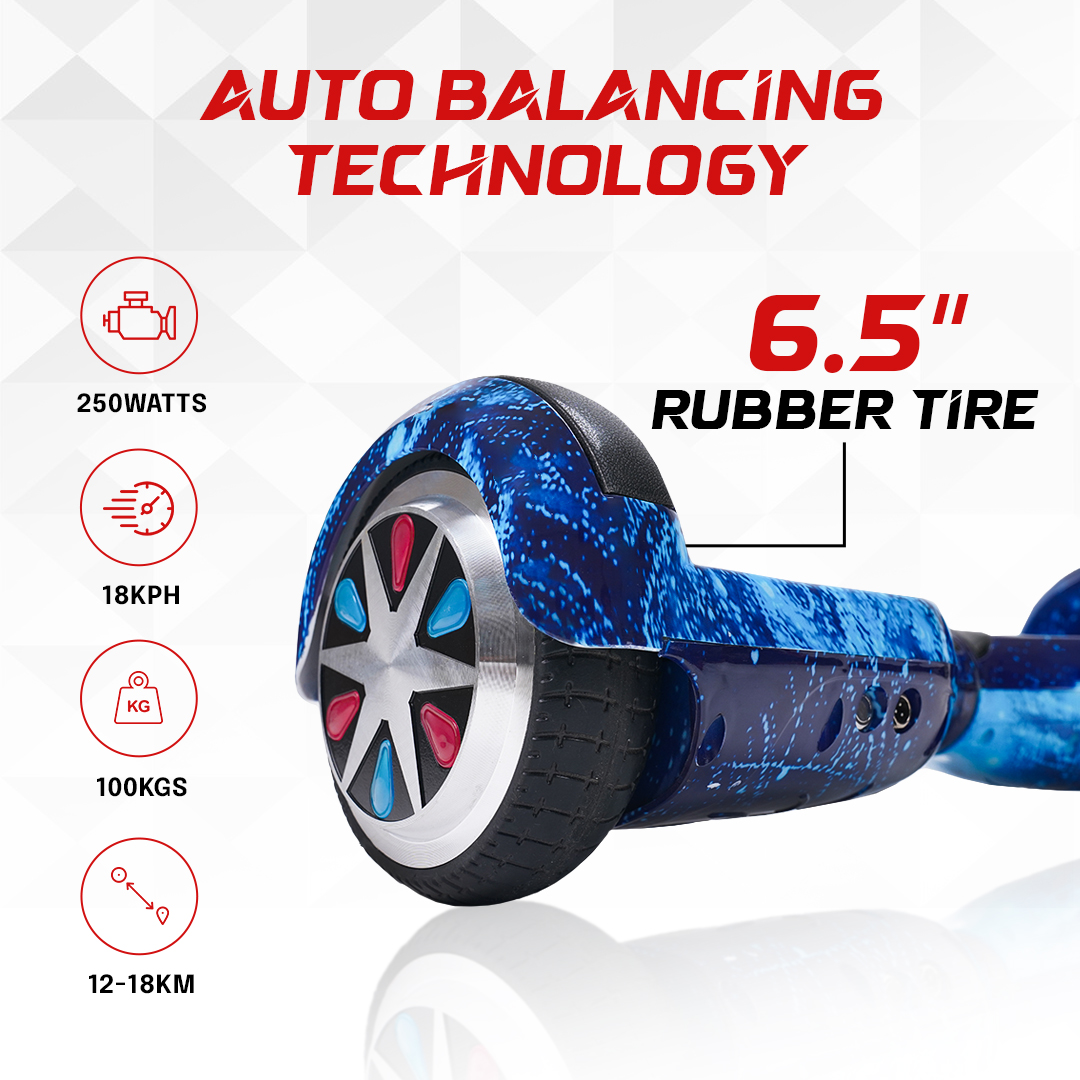 AUTO BALANCING
TECHNOLOGY
6.5"
RUBBER TIRE
250WATTS
18KPH
KG
100KGS
12-18KM